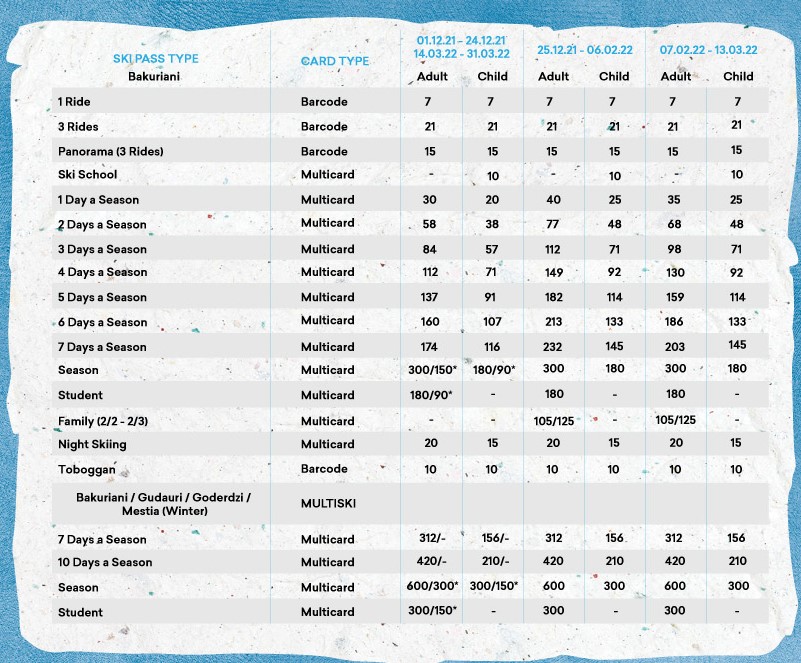 01.12.21 - 24.12.21
14.03.22 - 31.03.22 25.12.21 - 06.02.22 07.02.22 - 13.03.22
SKI PASS TYPE CARD TYPE
Bakuriani Adult Child Adult Child Adult Child
1 Ride Barcode 7 7 7 7 7 7
3 Rides Barcode 21 21 21 21 21 21
Panorama (3 Rides) Barcode 15 15 15 15 15 15
Ski School Multicard - 10 - 10 - 10
1 Day a Season Multicard 30 20 40 25 35 25
2 Days a Season Multicard 58 38 77 48 68 48
3 Days a Season Multicard 84 57 112 71 98 71
4 Days a Season Multicard 112 71 149 92 130 92
5 Days a Season Multicard 137 91 182 114 159 114
6 Days a Season Multicard 160 107 213 133 186 133
7 Days a Season Multicard 174 116 232 145 203 145
Season Multicard 300/150* 180/90* 300 180 300 180
Student Multicard 180/90* - 180 - 180 -
Family (2/2 - 2/3) Multicard - - 105/125 - 105/125 -
Night Skiing Multicard 20 15 20 15 20 15
Toboggan Barcode 10 10 10 10 10 10
Bakuriani / Gudauri / Goderdzi /
Mestia (Winter) MULTISKI
7 Days a Season Multicard 312/- 156/- 312 156 312 156
10 Days a Season Multicard 420/- 210/- 420 210 420 210
Season Multicard 600/300* 300/150* 600 300 600 300
Student Multicard 300/150* - 300 - 300 -